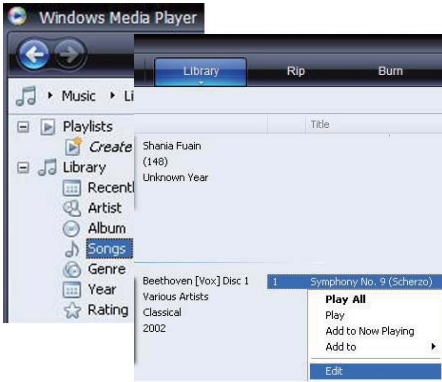 Windows Media Player
Music Li
Playlists
Create
Library
Recentl
Artist
Album
Songs
Genre
Year
Rating
Library Rip Burn
Title
Shania Fuain
(148)
Unknown Year
Beethoven [Vox] Disc 1
Various Artists
Classical
2002
1 Symphony No. 9 (Scherzo)
Play All
Play
Add to Now Playing
Add to
Edit